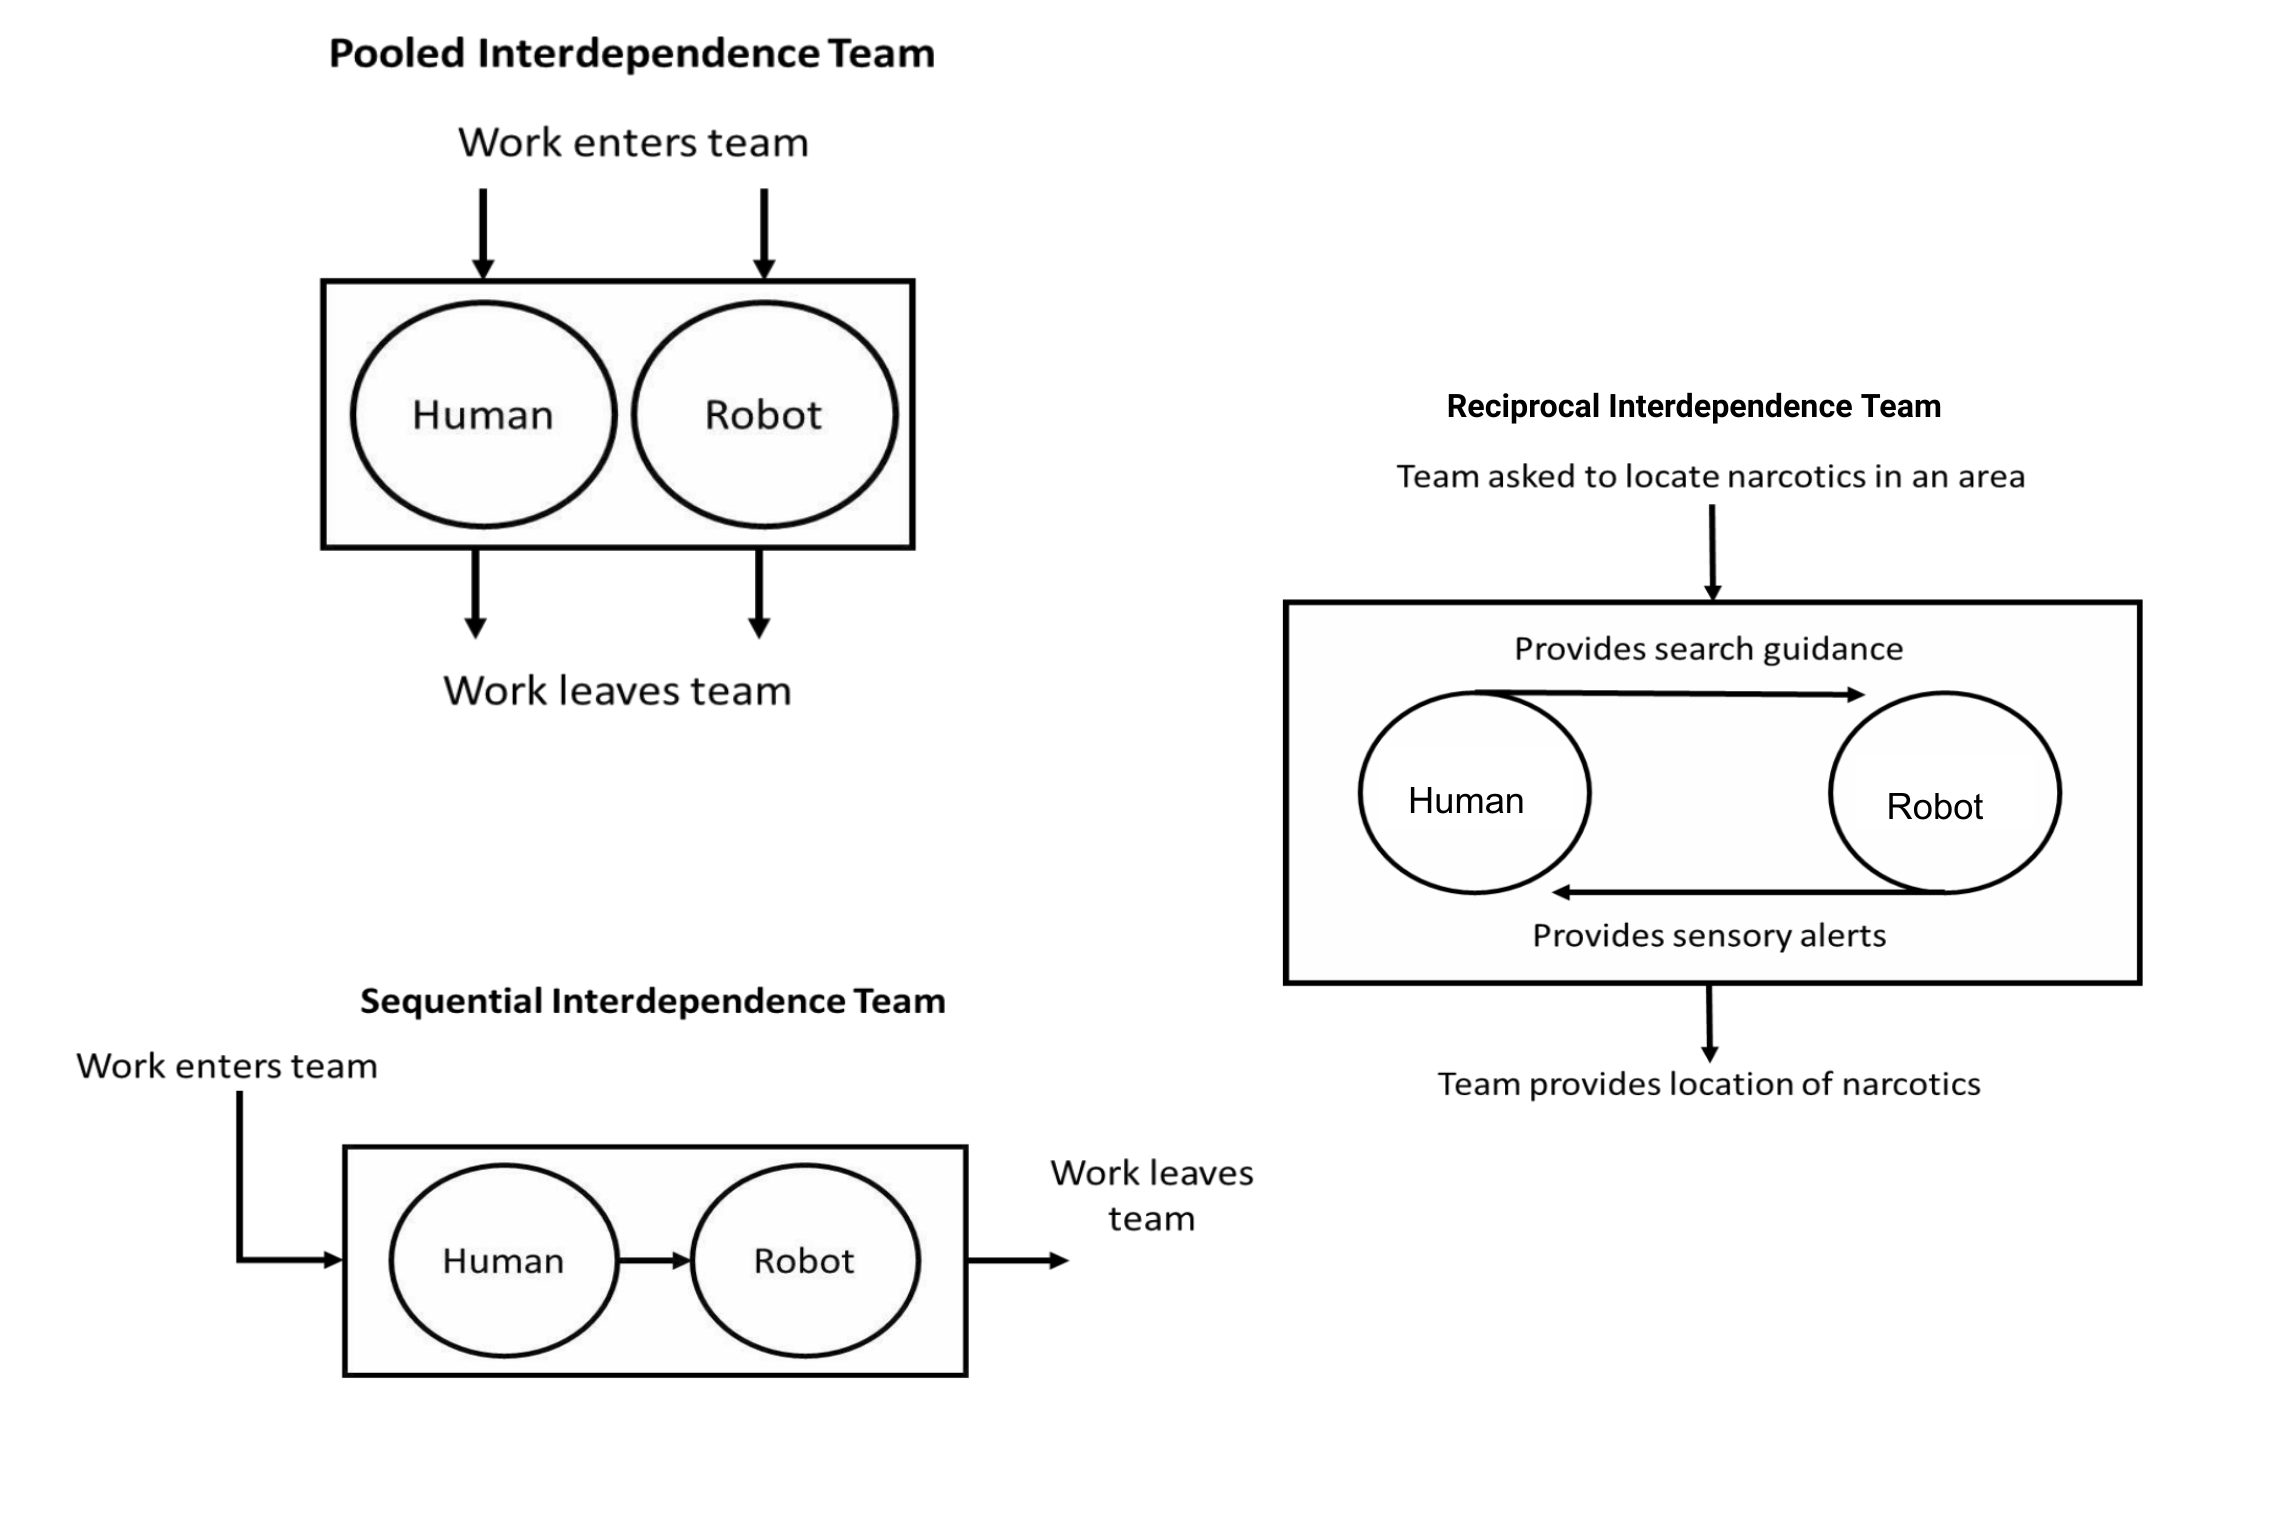 Pooled Interdependence Team
Work enters team
Human
Robot
Work leaves team
Reciprocal Interdependence Team
Team asked to locate narcotics in an area
Provides search guidance
Human
Robot
Provides sensory alerts
Team provides location of narcotics
Sequential Interdependence Team
Work enters team
Human
Robot
Work leaves
team